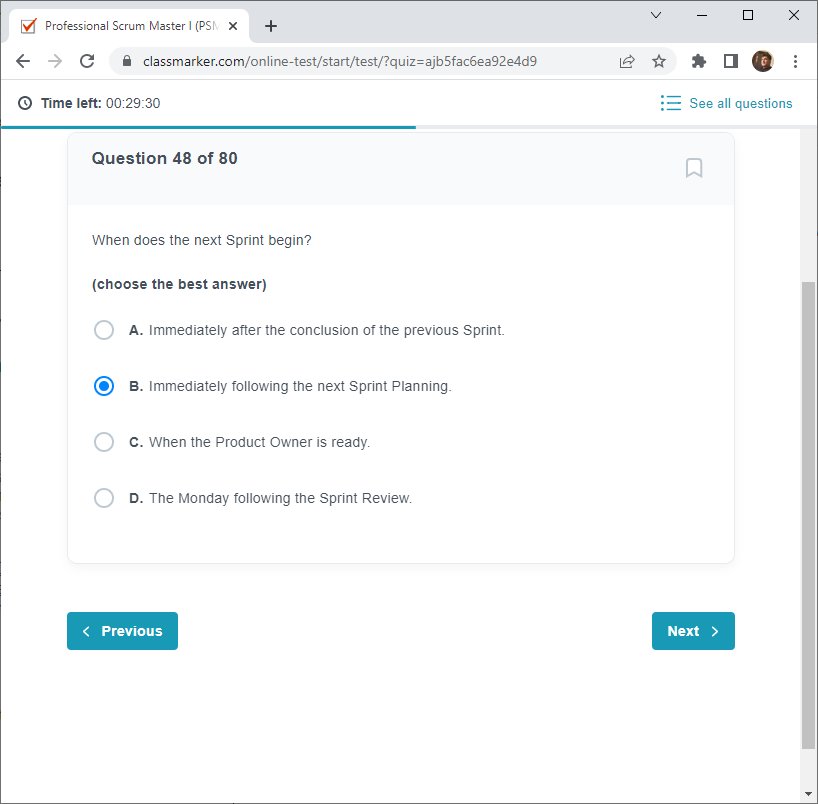 Professional Scrum Master I (PSM
classmarker.com/online-test/start/test/?quiz=ajb5fac6ea92e4d9
Time left: 00:29:30
See all questions
Question 48 of 80
When does the next Sprint begin?
(choose the best answer)
A. Immediately after the conclusion of the previous Sprint.
B. Immediately following the next Sprint Planning.
C. When the Product Owner is ready.
D. The Monday following the Sprint Review.
Previous
Next